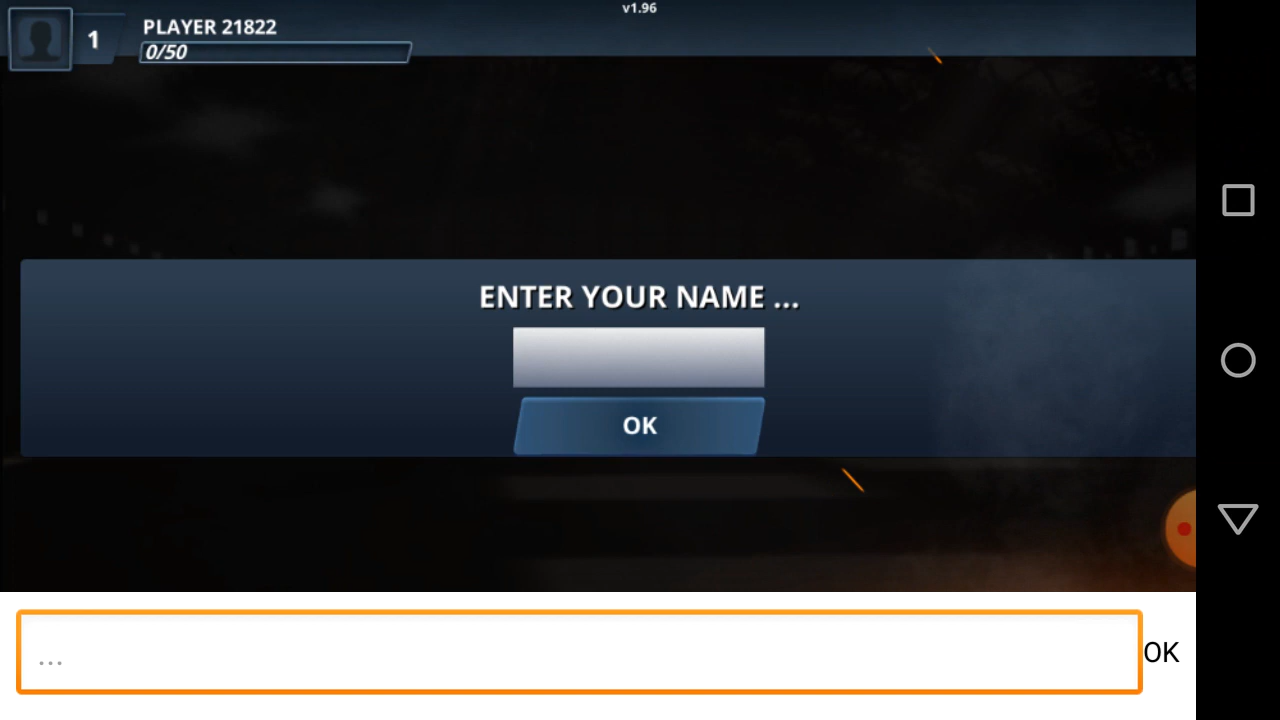 v1.96
1
PLAYER 21822
0/50
ENTER YOUR NAME ...
OK
...
OK